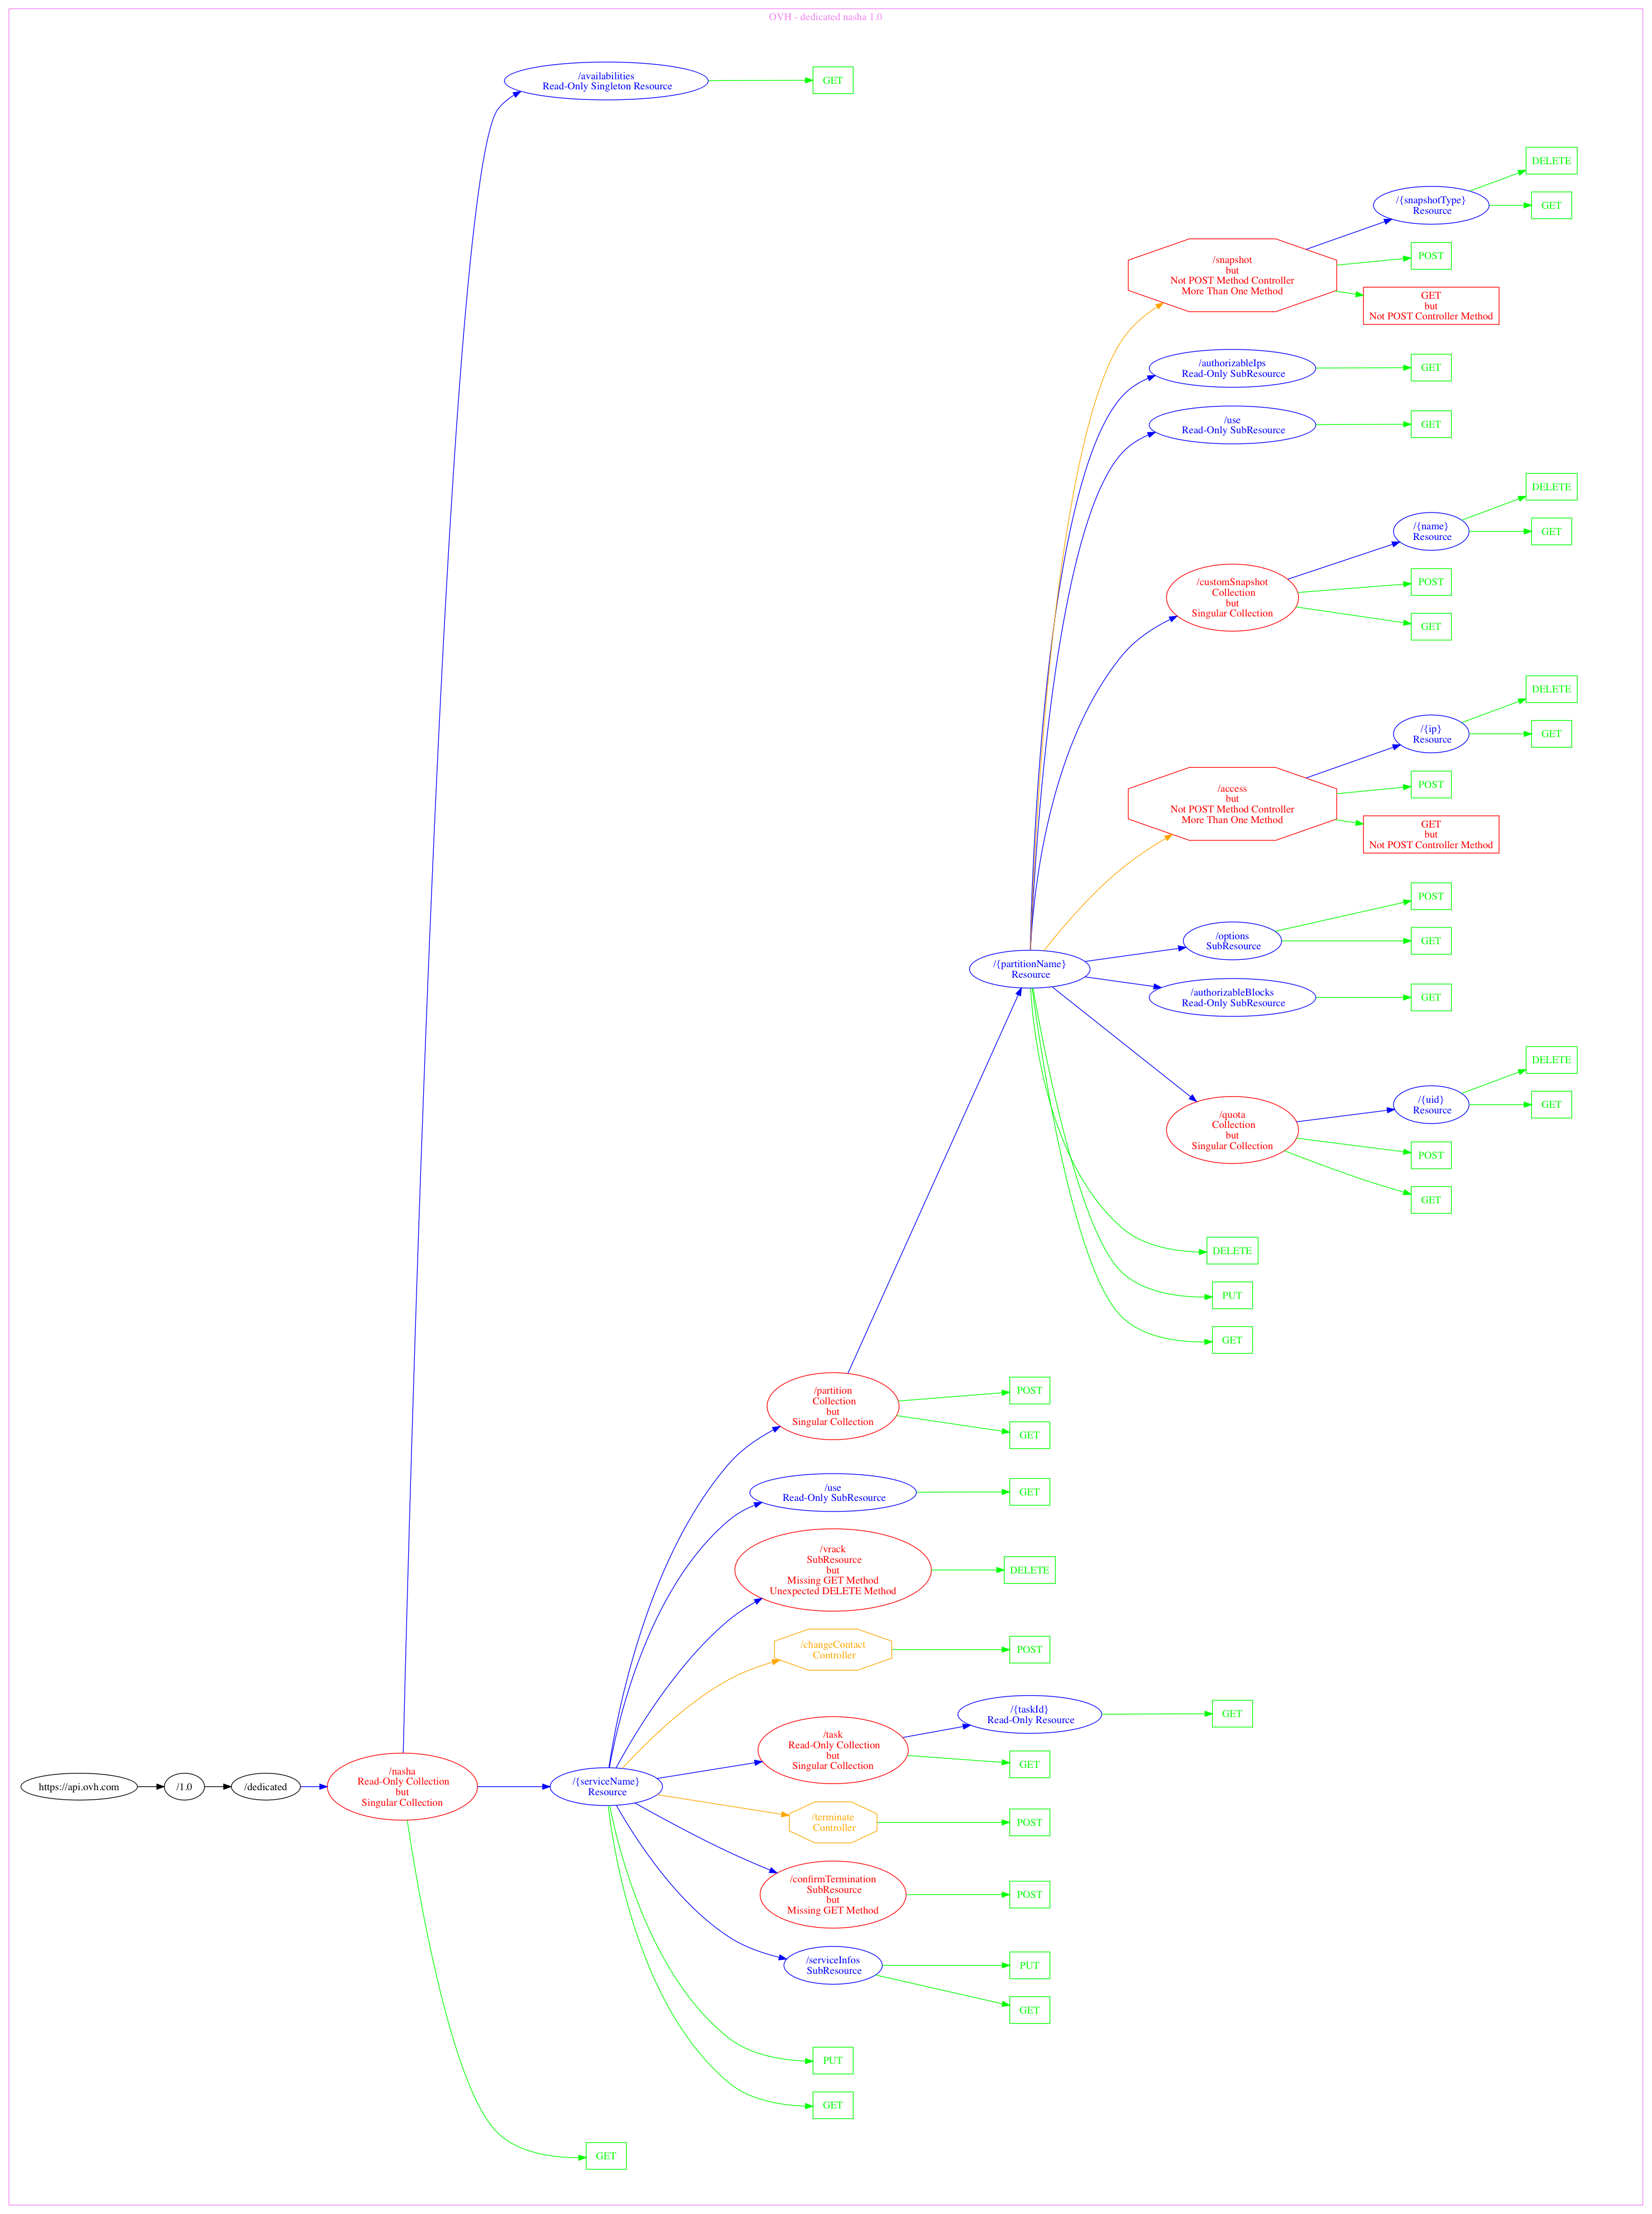 OVH - dedicated nasha 1.0
/availabilities
Read-Only Singleton Resource
GET
DELETE
/{snapshotType}
Resource
GET
/snapshot
but
Not POST Method Controller
More Than One Method
POST
GET
but
Not POST Controller Method
/authorizableIps
Read-Only SubResource
GET
/use
Read-Only SubResource
GET
DELETE
/{name}
Resource
GET
/customSnapshot
Collection
but
Singular Collection
POST
GET
DELETE
/{ip}
Resource
GET
/access
but
Not POST Method Controller
More Than One Method
POST
GET
but
Not POST Controller Method
POST
/options
SubResource
GET
/{partitionName}
Resource
/authorizableBlocks
Read-Only SubResource
GET
DELETE
/{uid}
Resource
GET
/quota
Collection
but
Singular Collection
POST
GET
DELETE
PUT
GET
/partition
Collection
but
Singular Collection
POST
GET
/use
Read-Only SubResource
GET
/vrack
SubResource
but
Missing GET Method
Unexpected DELETE Method
DELETE
/changeContact
Controller
POST
/{taskId}
Read-Only Resource
GET
/task
Read-Only Collection
but
Singular Collection
GET
https://api.ovh.com
/1.0
/dedicated
/nasha
Read-Only Collection
but
Singular Collection
/{serviceName}
Resource
/terminate
Controller
POST
/confirmTermination
SubResource
but
Missing GET Method
POST
/serviceInfos
SubResource
PUT
GET
PUT
GET
GET